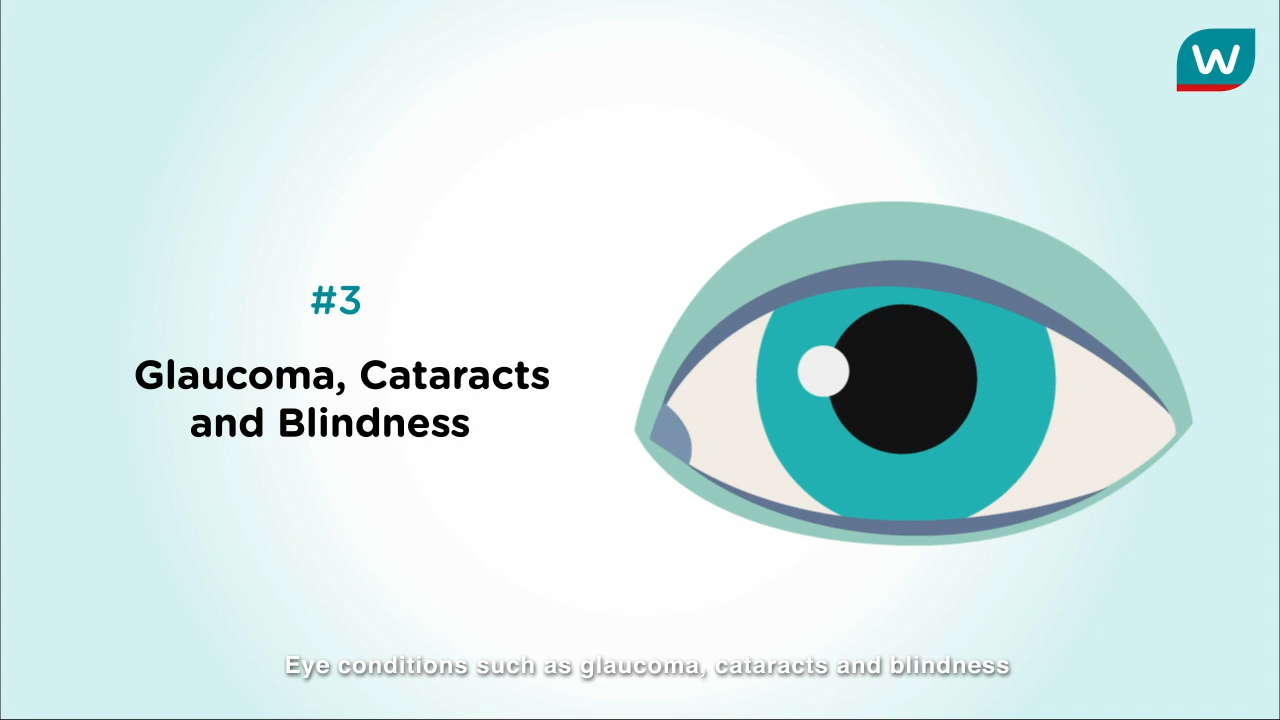 W
#3
Glaucoma, Cataracts
and Blindness
Eye conditions such as glaucoma, cataracts and blindness